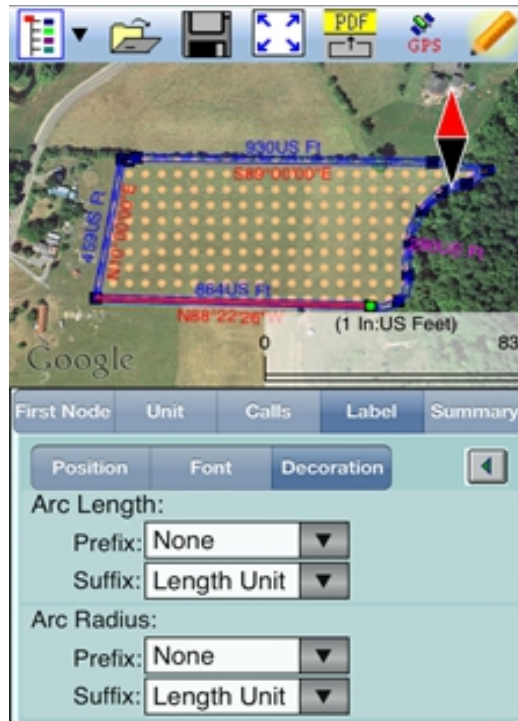 PDF
GPS
930US Ft
S89°00'00"E
459US Ft
N10°00'00"E
US Ft
864US Ft
N88°22'26"W
(1 In:US Feet)
Google
0
83
First Node Unit Calls Label Summary
Position Font Decoration
Arc Length:
Prefix: None
Suffix: Length Unit
Arc Radius:
Prefix: None
Suffix: Length Unit